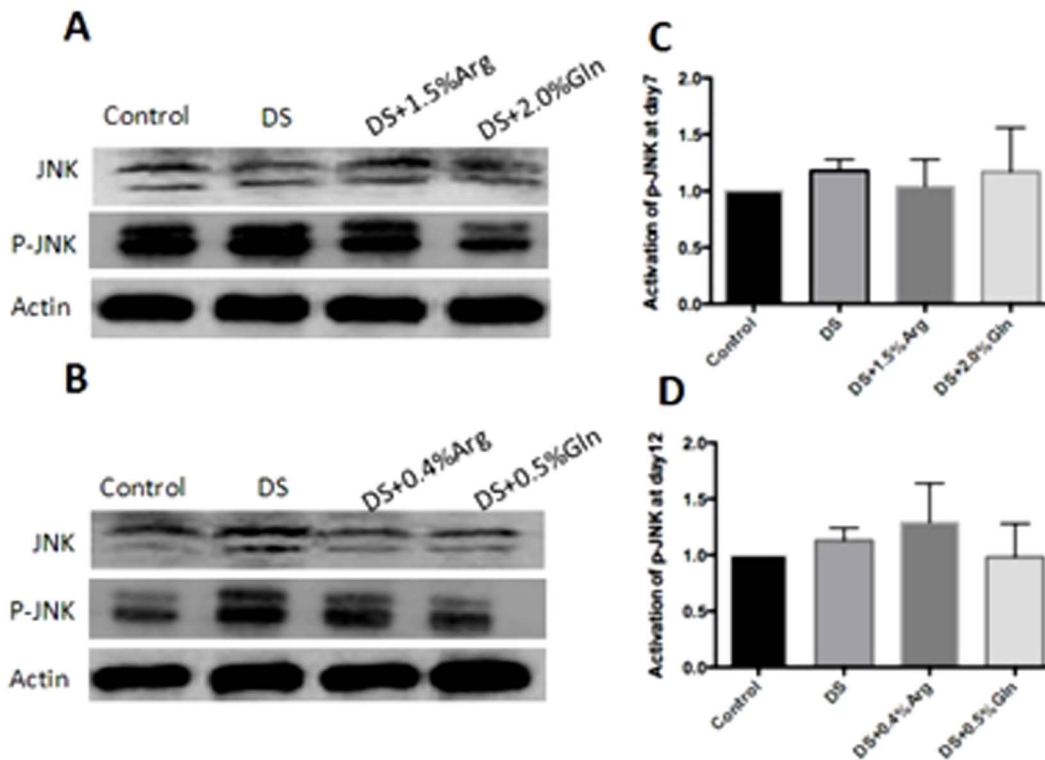 A
Control DS DS+1.5%Arg DS+2.0%Gln
JNK
P-JNK
Actin
B
Control DS DS+0.4%Arg DS+0.5%Gln
JNK
P-JNK
Actin
C
Activation of p-JNK at day7
2.0
1.5
1.0
0.5
0.0
Control DS DS+1.5%Arg DS+2.0%Gln
D
Activation of p-JNK at day12
2.0
1.5
1.0
0.5
0.0
Control DS DS+0.4%Arg DS+0.5%Gln